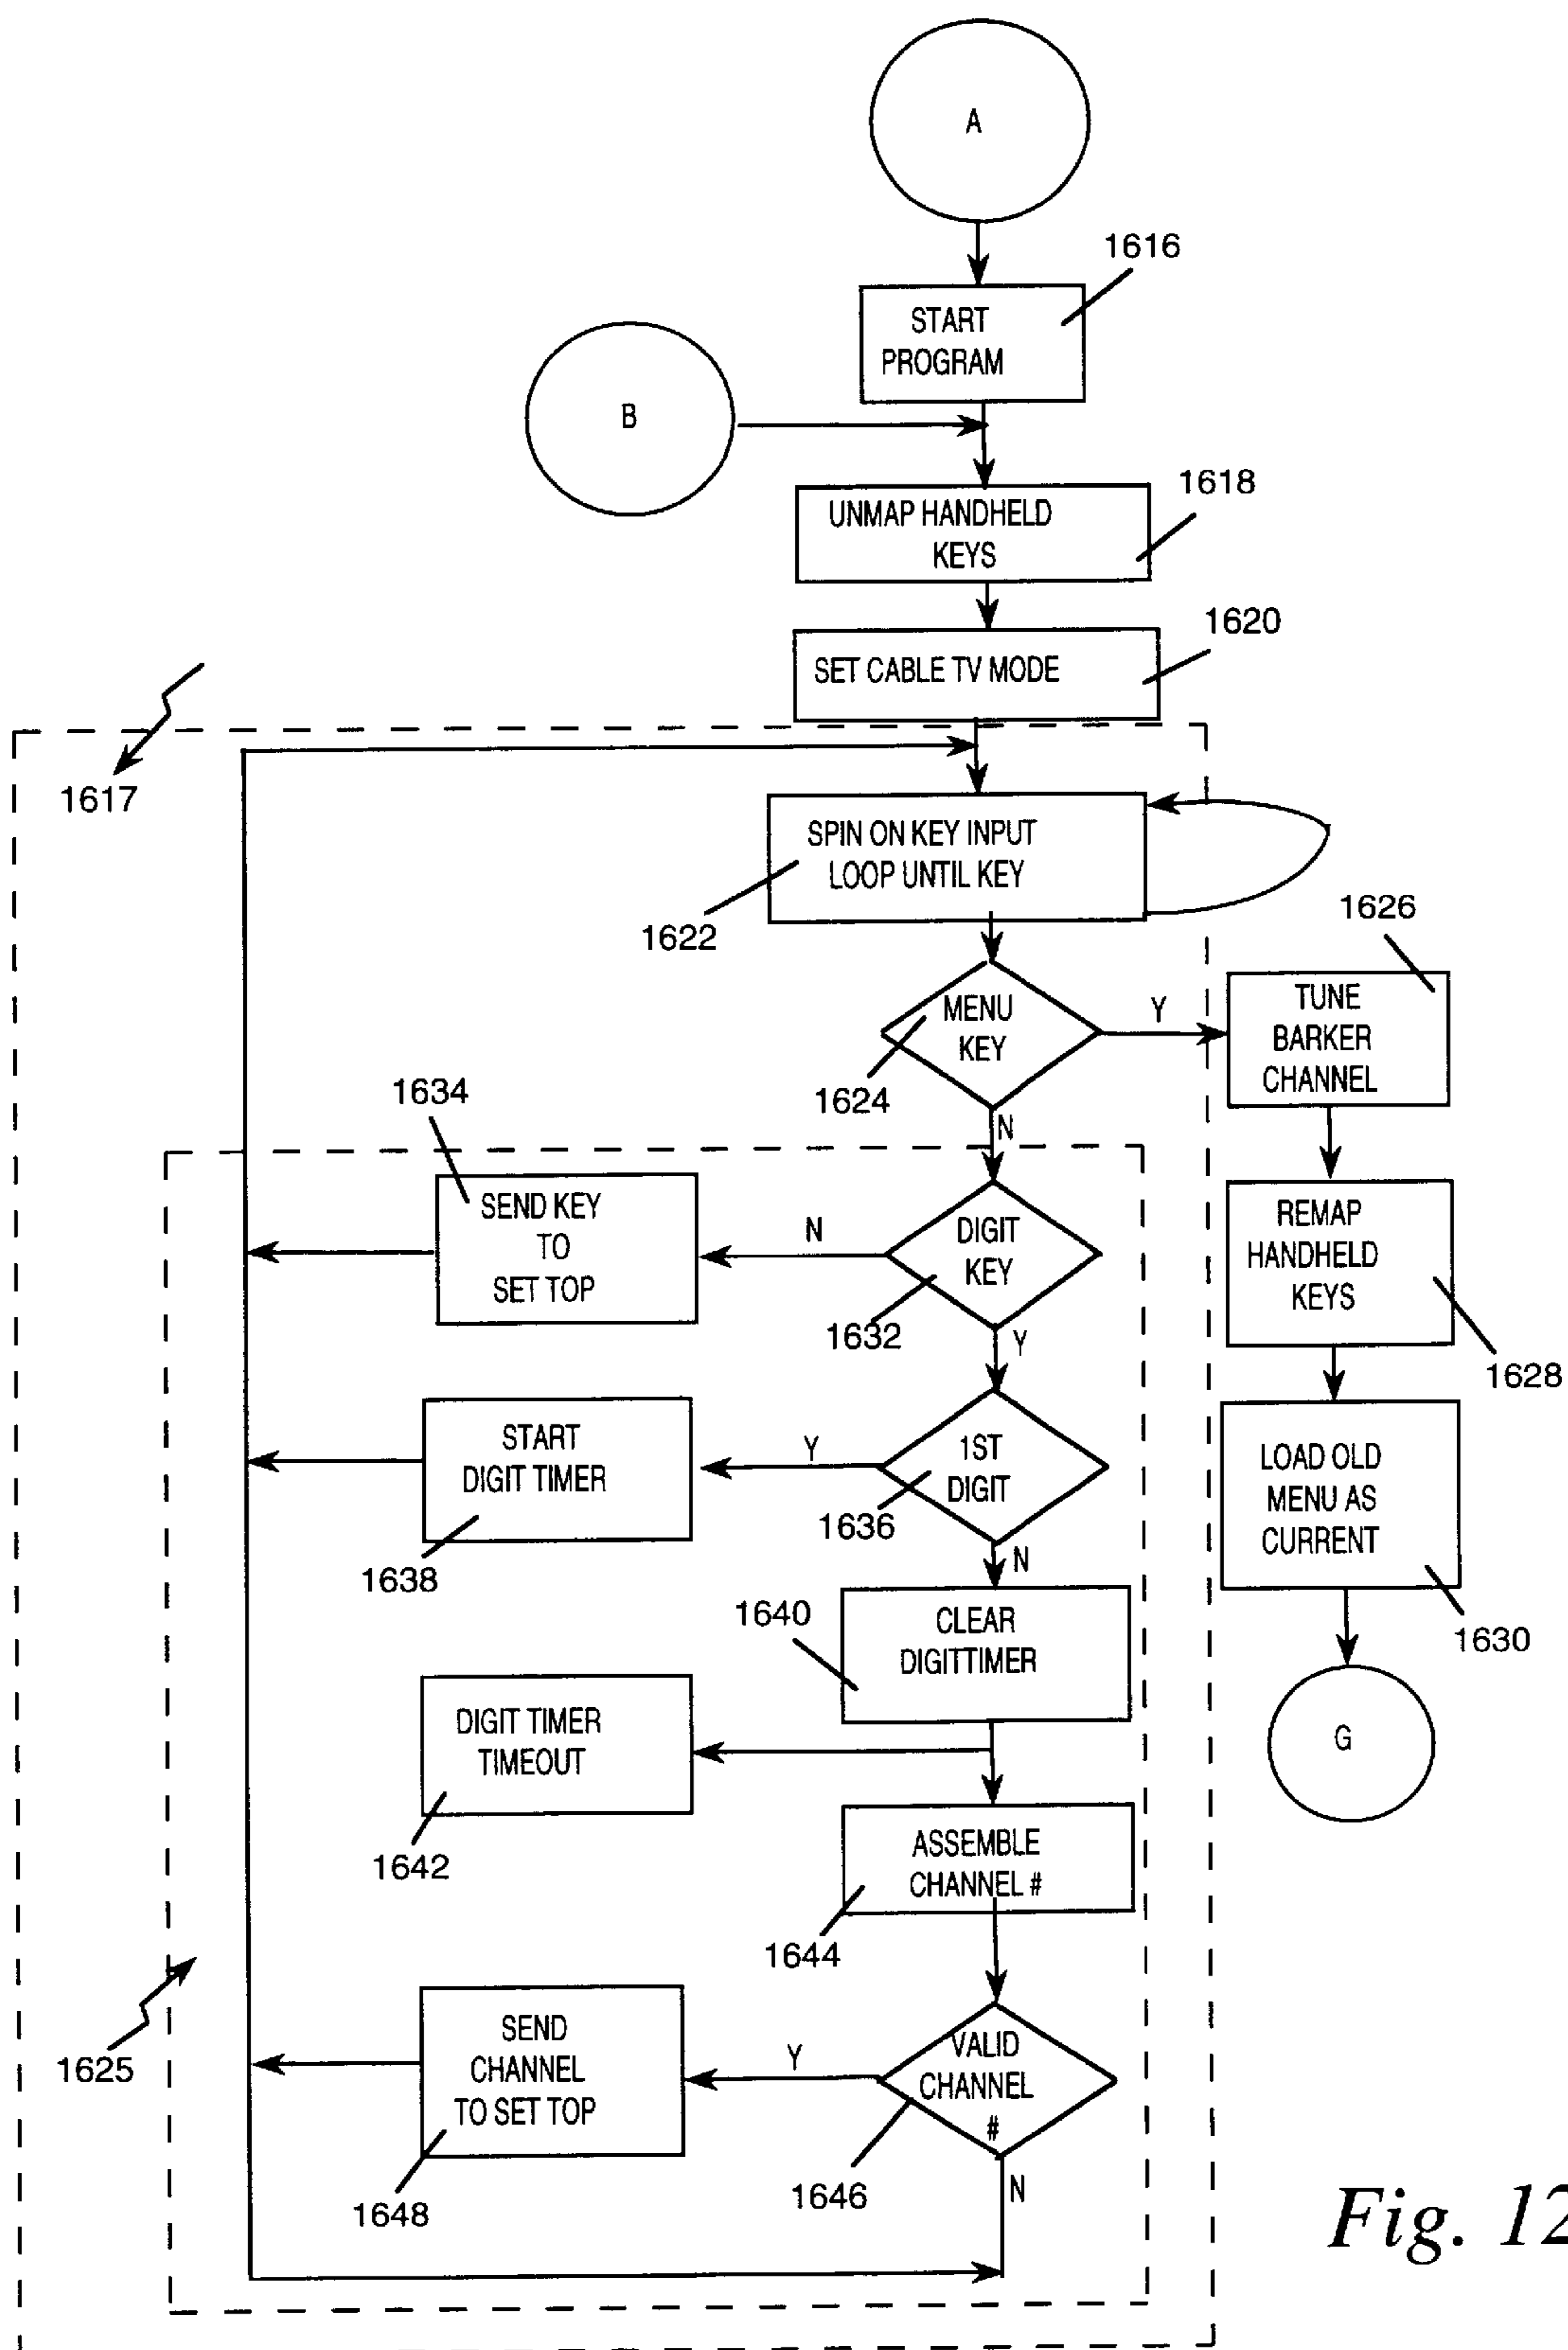 A
1616
START
PROGRAM
B
1618
UNMAP HANDHELD
KEYS
1620
SET CABLE TV MODE
1617
SPIN ON KEY INPUT
LOOP UNTIL KEY
1622
1626
MENU
KEY
Y
TUNE
BARKER
CHANNEL
1624
1634
N
SEND KEY
TO
SET TOP
N
DIGIT
KEY
REMAP
HANDHELD
KEYS
1632
Y
1628
START
DIGIT TIMER
Y
1ST
DIGIT
LOAD OLD
MENU AS
CURRENT
1636
1638
N
1640
CLEAR
DIGITTIMER
1630
DIGIT TIMER
TIMEOUT
G
1642
ASSEMBLE
CHANNEL #
1644
1625
SEND
CHANNEL
TO SET TOP
Y
VALID
CHANNEL
#
1648
1646
N
Fig. 12